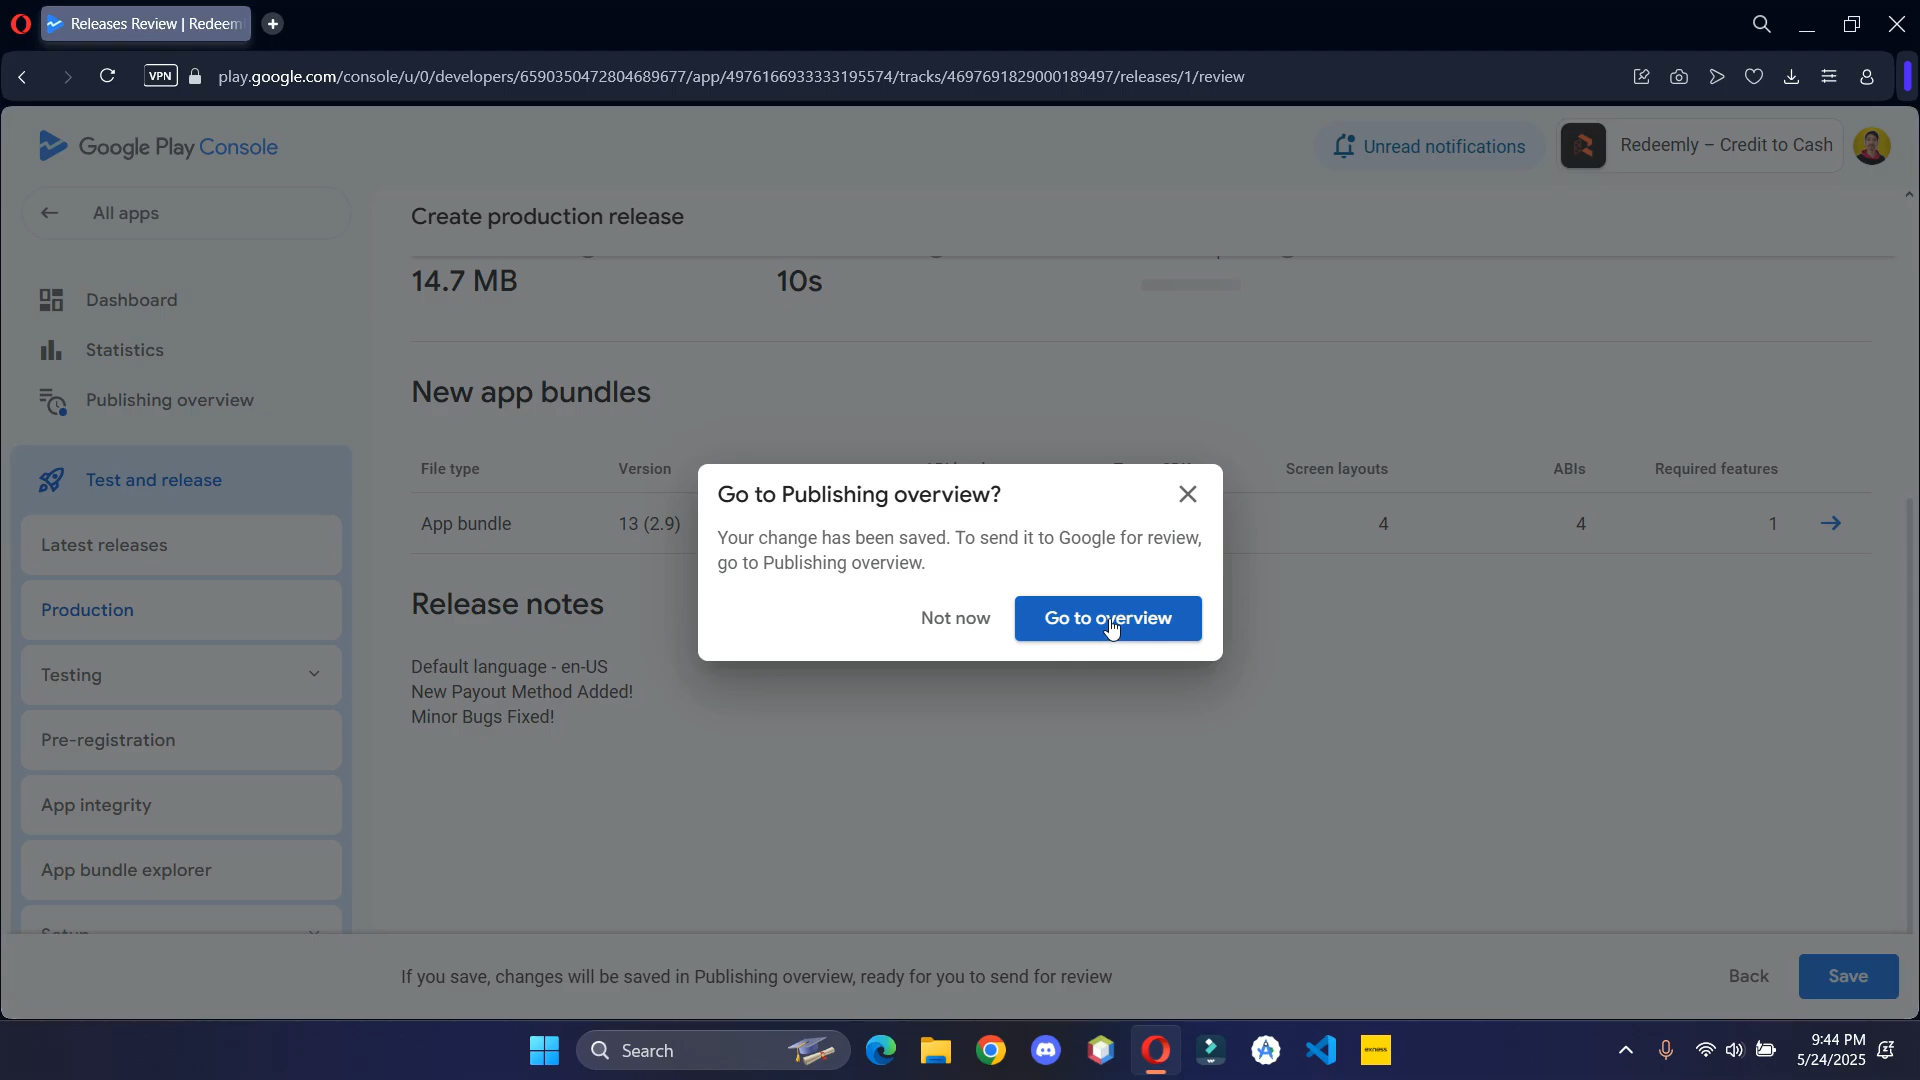 Releases Review | Redeem
VPN
play.google.com/console/u/0/developers/6590350472804689677/app/4976166933333195574/tracks/4697691829000189497/releases/1/review
Google Play Console
Unread notifications
Redeemly – Credit to Cash
All apps
Create production release
14.7 MB
10s
Dashboard
Statistics
Publishing overview
New app bundles
File type
Version
Screen layouts
ABIs
Required features
App bundle
13 (2.9)
4
4
1
Test and release
Latest releases
Production
Testing
Pre-registration
App integrity
App bundle explorer
Go to Publishing overview?
Your change has been saved. To send it to Google for review,
go to Publishing overview.
Not now
Go to overview
Release notes
Default language - en-US
New Payout Method Added!
Minor Bugs Fixed!
If you save, changes will be saved in Publishing overview, ready for you to send for review
Back
Save
Search
exness
9:44 PM
5/24/2025